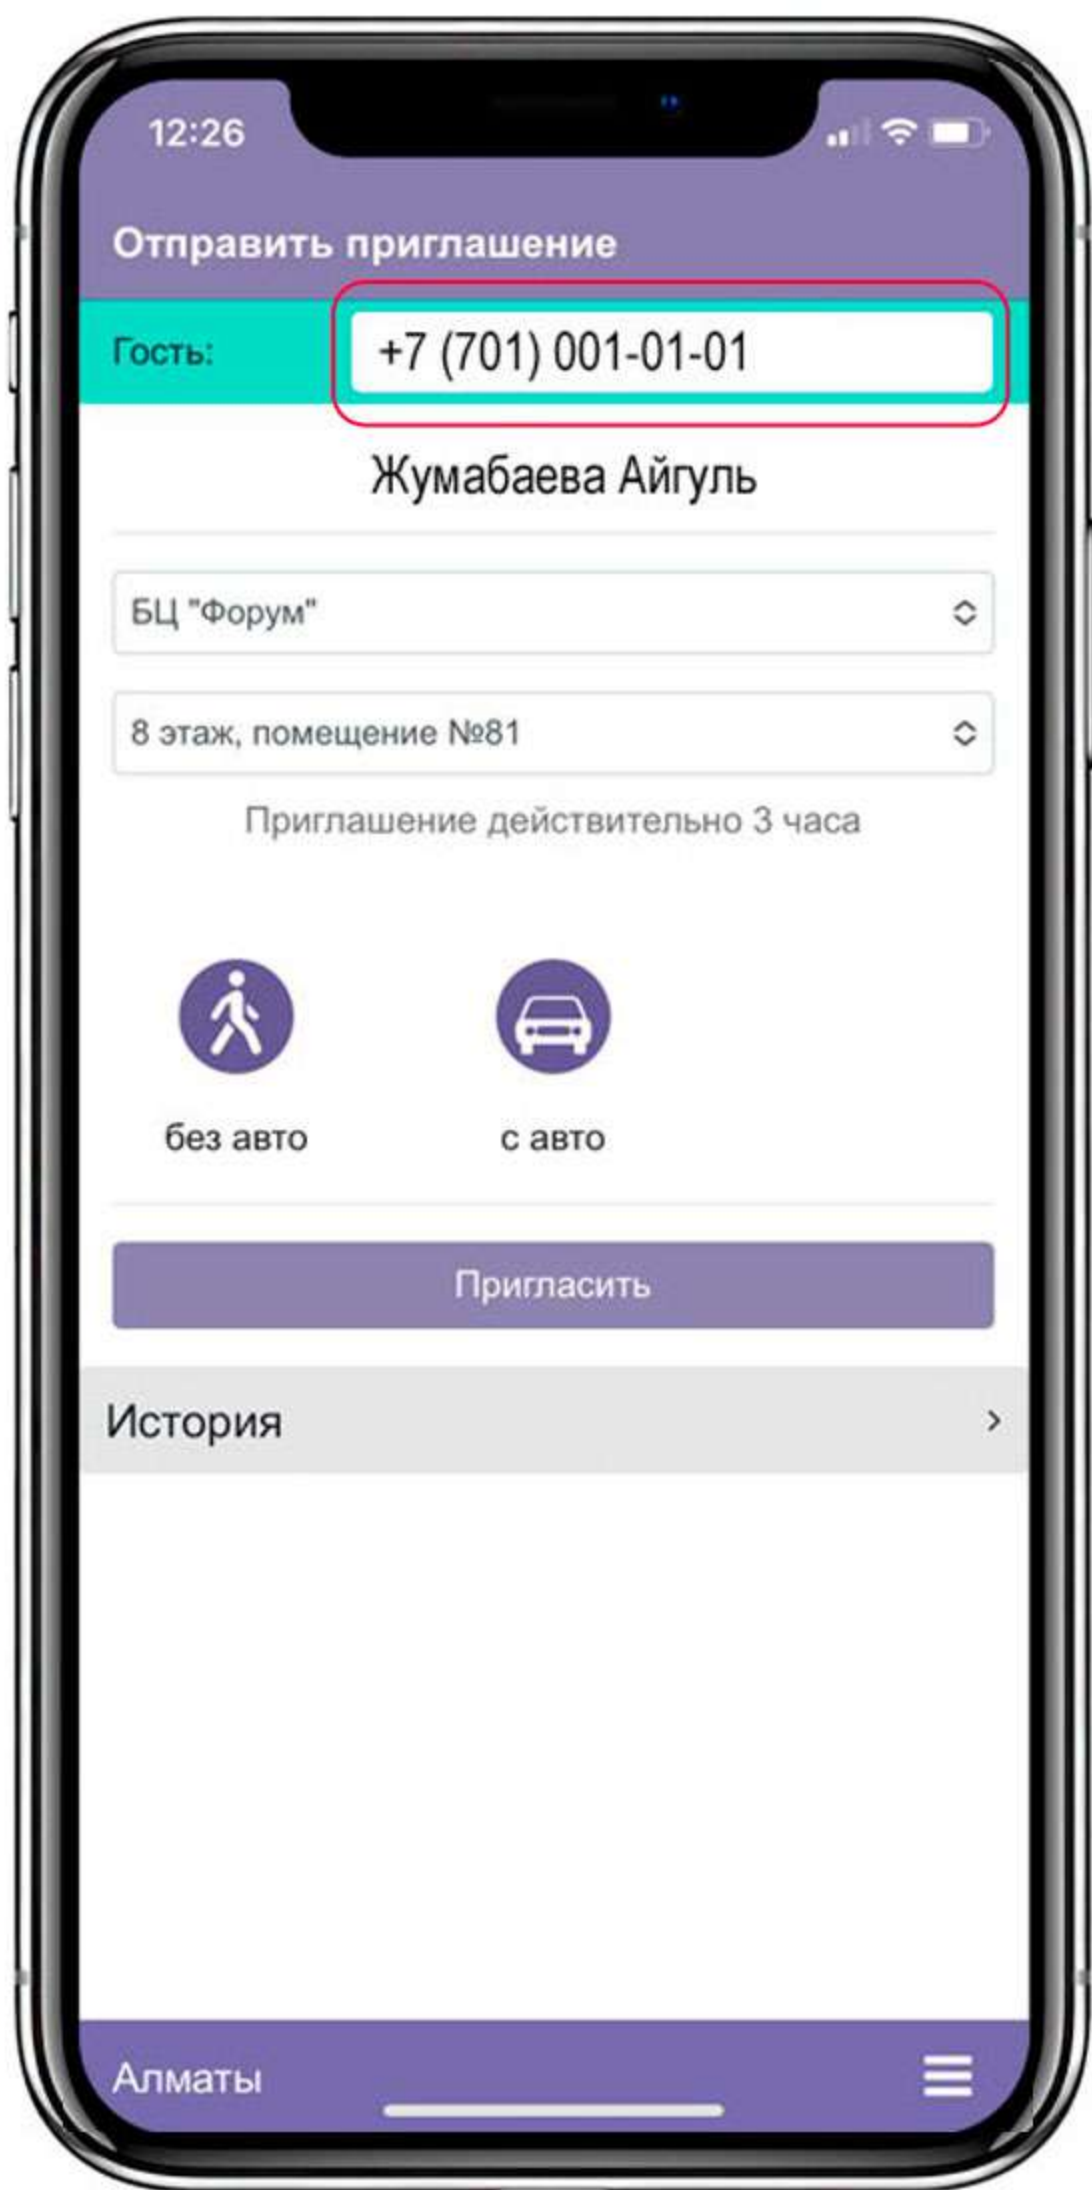 12:26
Отправить приглашение
Гость: +7 (701) 001-01-01
Жумабаева Айгуль
БЦ "Форум"
8 этаж, помещение №81
Приглашение действительно 3 часа
без авто с авто
Пригласить
История
Алматы